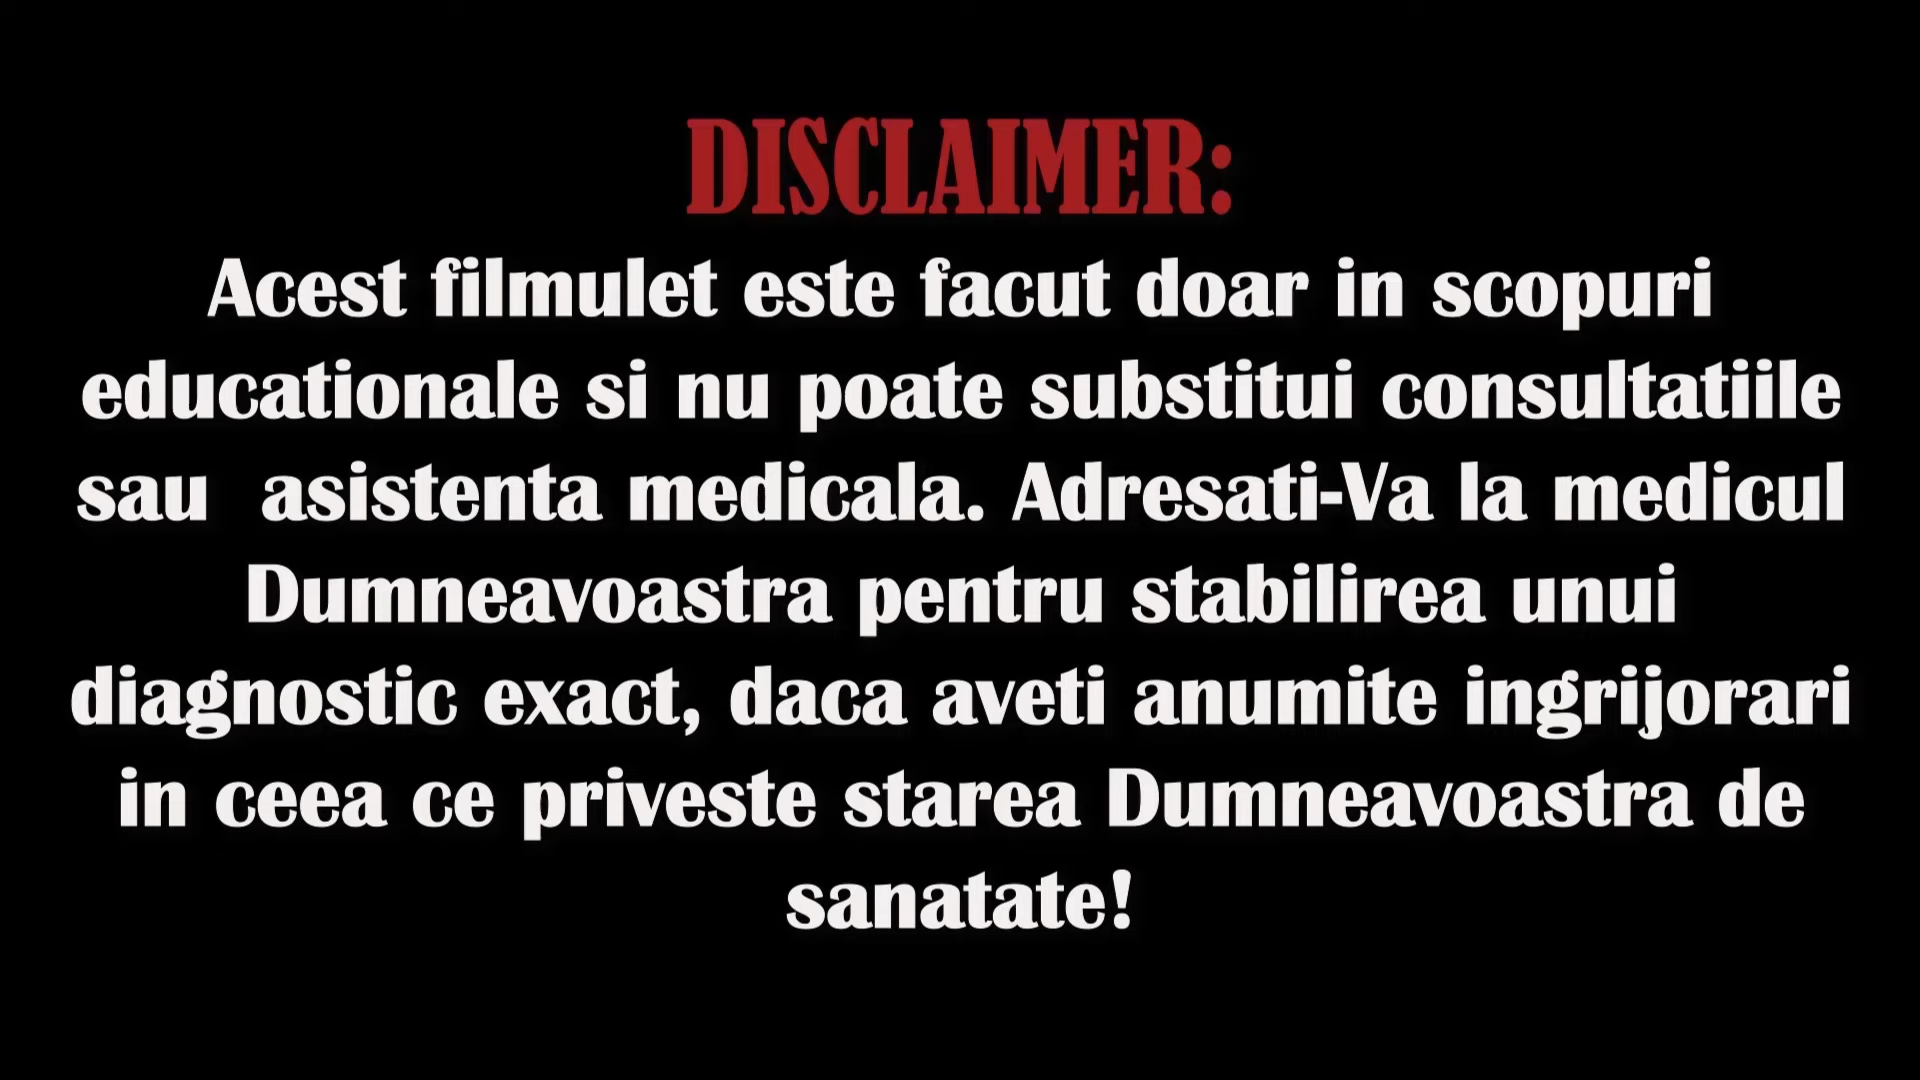 DISCLAIMER:
Acest filmulet este facut doar in scopuri
educationale si nu poate substitui consultatiile
sau  asistenta medicala. Adresati-Va la medicul
Dumneavoastra pentru stabilirea unui
diagnostic exact, daca aveti anumite ingrijorari
in ceea ce priveste starea Dumneavoastra de
sanatate!